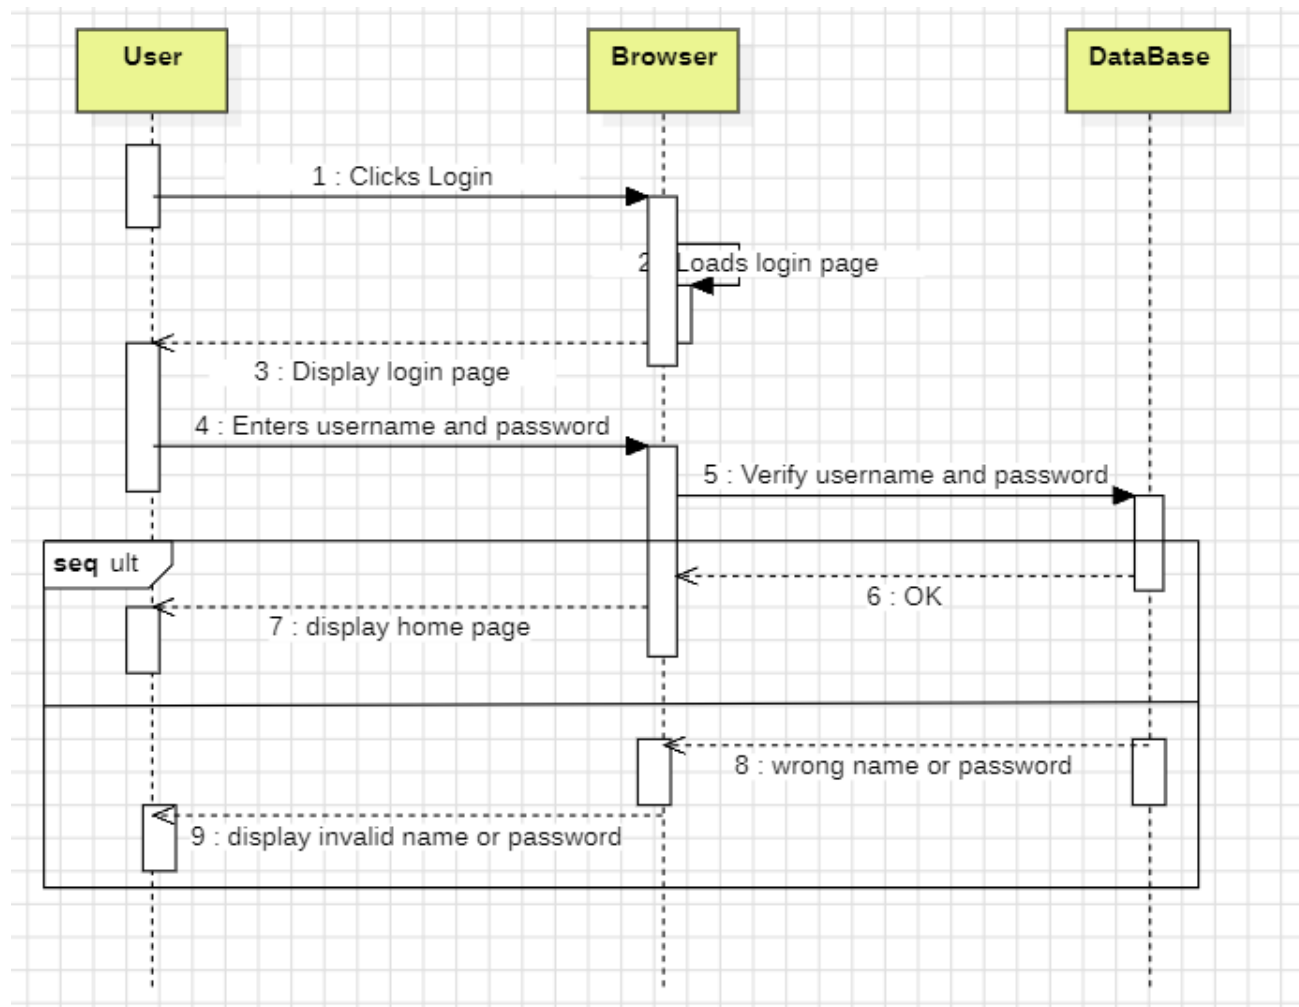 User
Browser
DataBase
1 : Clicks Login
2 Loads login page
3 : Display login page
4 : Enters username and password
5 : Verify username and password
seq ult
6 : OK
7 : display home page
8 : wrong name or password
9 : display invalid name or password